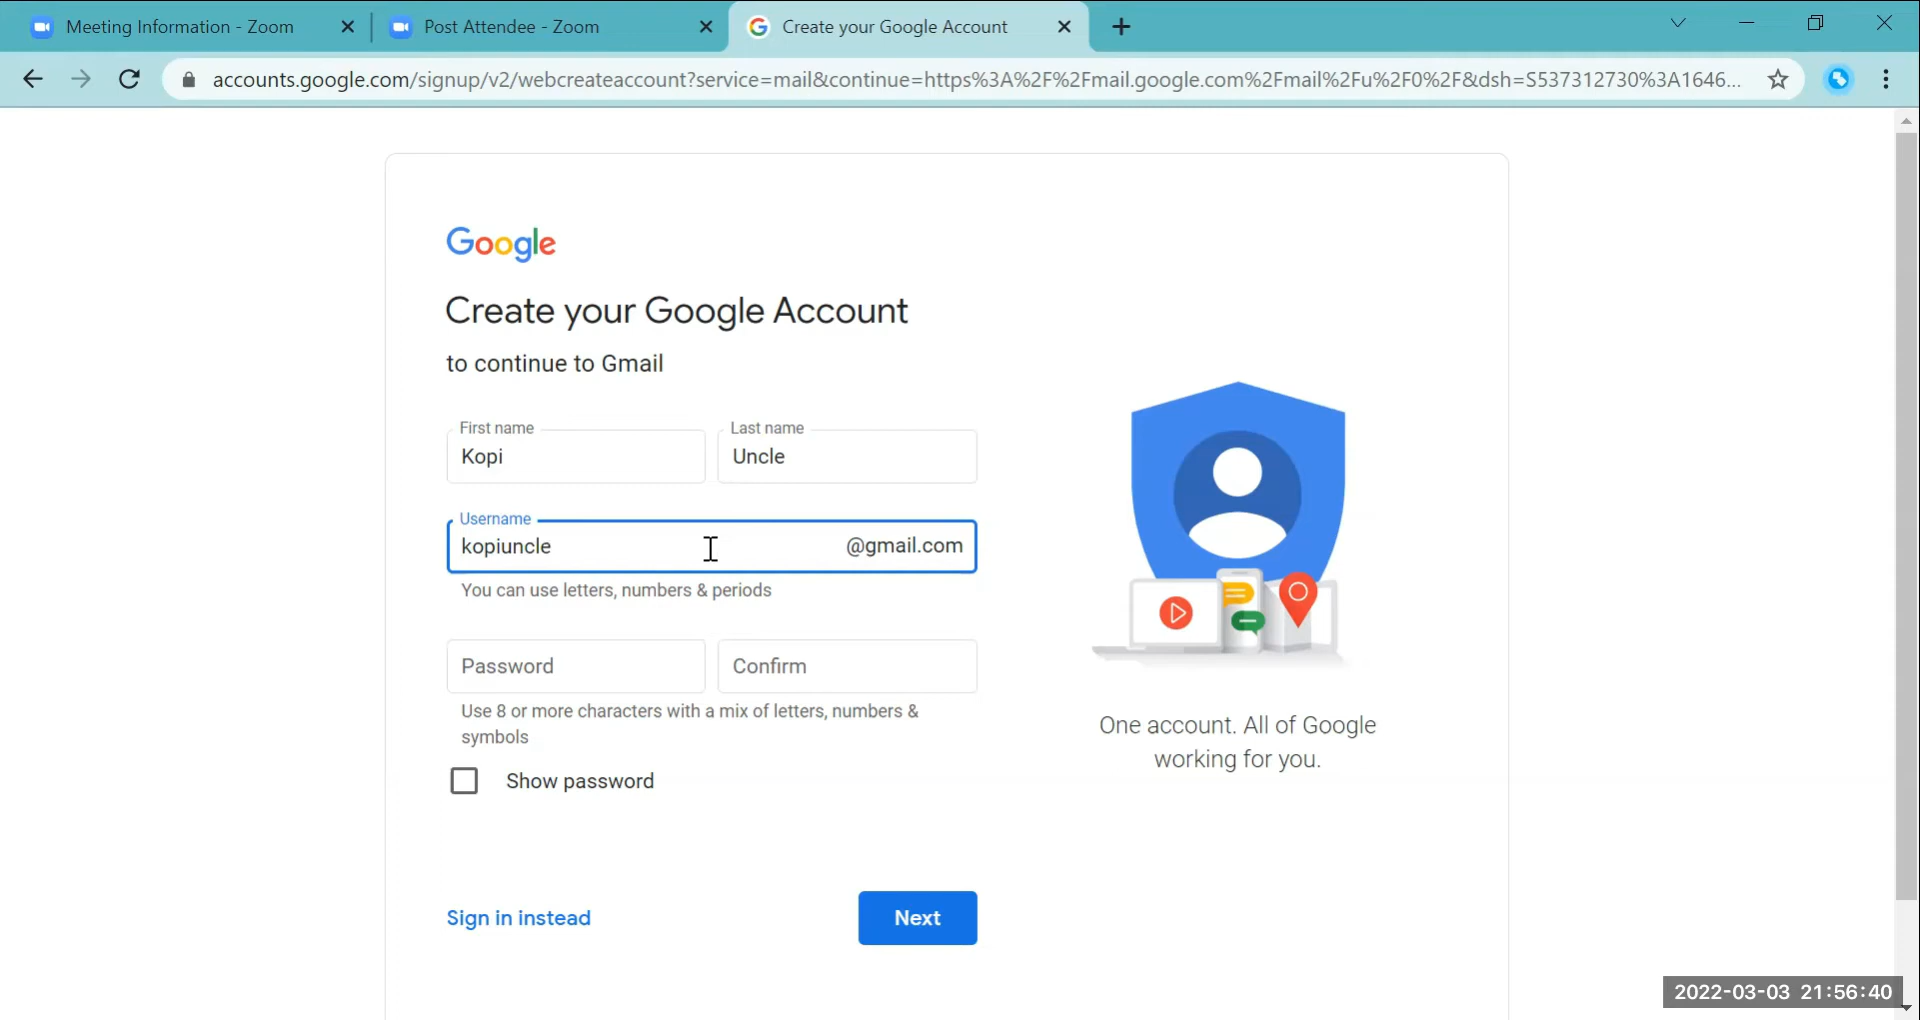 Meeting Information - Zoom
Post Attendee - Zoom
Create your Google Account
accounts.google.com/signup/v2/webcreateaccount?service=mail&continue=https%3A%2F%2Fmail.google.com%2Fmail%2Fu%2F0%2F&dsh=S537312730%3A1646...
Google
Create your Google Account
to continue to Gmail
First name
Last name
Kopi
Uncle
Username
kopiuncle
@gmail.com
You can use letters, numbers & periods
Password
Confirm
Use 8 or more characters with a mix of letters, numbers &
symbols
Show password
One account. All of Google
working for you.
Sign in instead
Next
2022-03-03 21:56:40